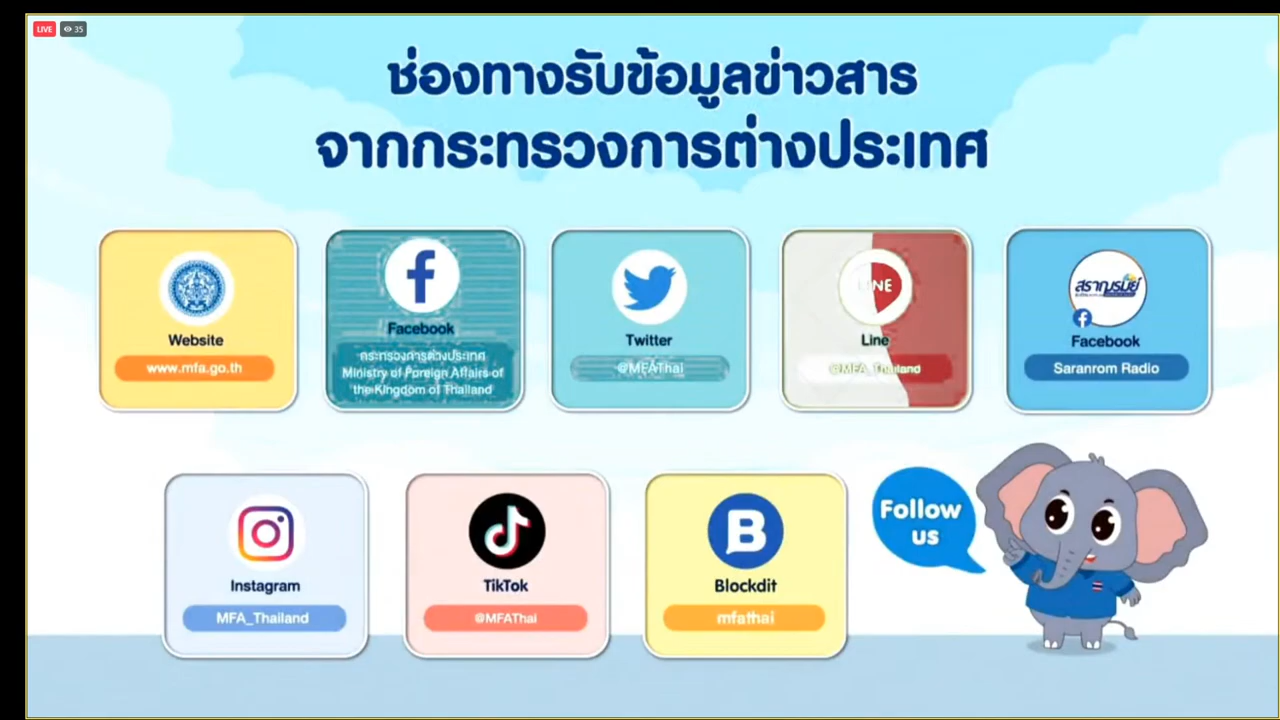 LIVE
35
ช่องทางรับข้อมูลข่าวสาร
จากกระทรวงการต่างประเทศ
Website
www.mfa.go.th
Facebook
กระทรวงการต่างประเทศ
Ministry of Foreign Affairs of
the Kingdom of Thailand
Twitter
@MFAThai
LINE
Line
@MFA_Thailand
สราญรมย์
Facebook
Saranrom Radio
Instagram
MFA_Thailand
TikTok
@MFAThai
B
Blockdit
mfathai
Follow
us